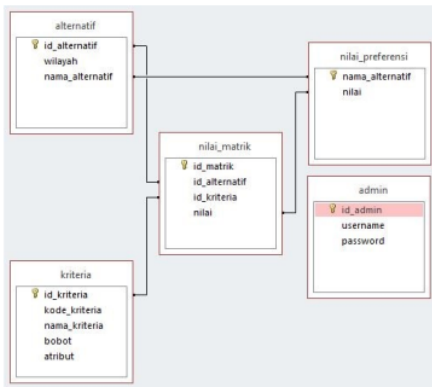 alternatif
id_alternatif
wilayah
nama_alternatif
nilai_preferensi
nama_alternatif
nilai
nilai_matrik
id_matrik
id_alternatif
id_kriteria
nilai
admin
id_admin
username
password
kriteria
id_kriteria
kode_kriteria
nama_kriteria
bobot
atribut